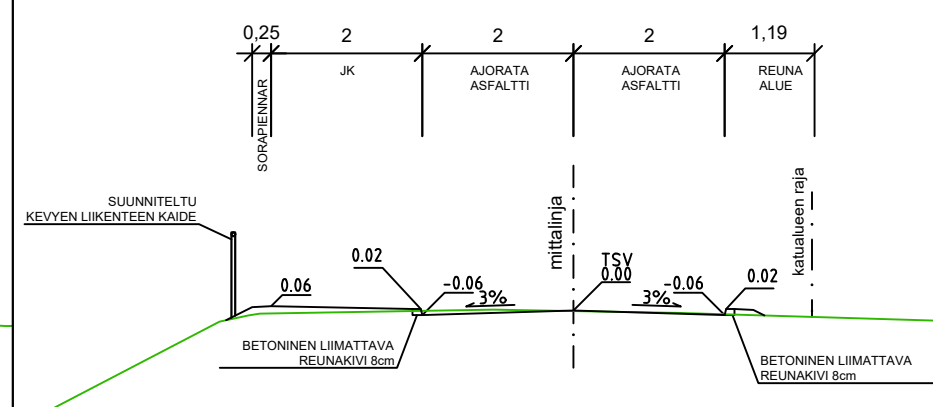 0,25
2
2
2
1,19
SORAPIENNAR
JK
AJORATA
ASFALTTI
AJORATA
ASFALTTI
REUNA
ALUE
SUUNNITELTU
KEVYEN LIIKENTEEN KAIDE
mittalinja
katualueen raja
0.06
0.02
-0.06
3%
TSV
0.00
3%
-0.06
0.02
BETONINEN LIIMATTAVA
REUNAKIVI 8cm
BETONINEN LIIMATTAVA
REUNAKIVI 8cm